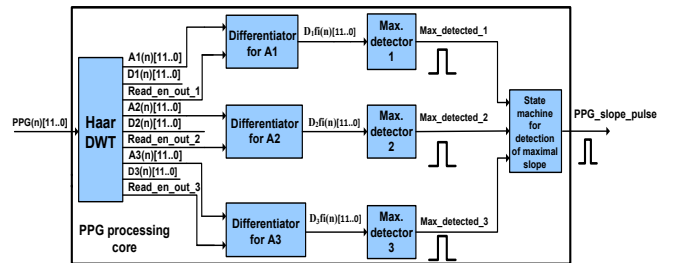 PPG(n)[11..0]
Haar
DWT
A1(n)[11..0]
D1(n)[11..0]
Read_en_out_1
A2(n)[11..0]
D2(n)[11..0]
Read_en_out_2
A3(n)[11..0]
D3(n)[11..0]
Read_en_out_3
Differentiator
for A1
D₁fi(n)[11..0]
Max.
detector
1
Max_detected_1
Differentiator
for A2
D₂fi(n)[11..0]
Max.
detector
2
Max_detected_2
Differentiator
for A3
D₃fi(n)[11..0]
Max.
detector
3
Max_detected_3
State
machine
for
detection
of maximal
slope
PPG_slope_pulse
PPG processing
core